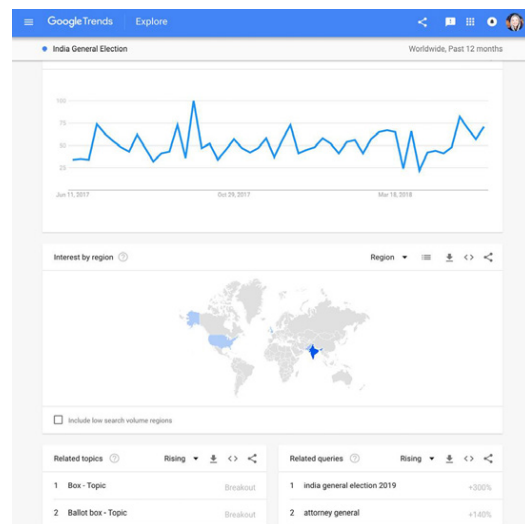 GoogleTrends Explore
India General Election Worldwide, Past 12 months
100
75
50
25
Jun 11, 2017 Oct 29, 2017 Mar 18, 2018
Interest by region Region
Include low search volume regions
Related topics Rising
1 Box - Topic Breakout
2 Ballot box - Topic Breakout
Related queries Rising
1 india general election 2019 +300%
2 attorney general +140%